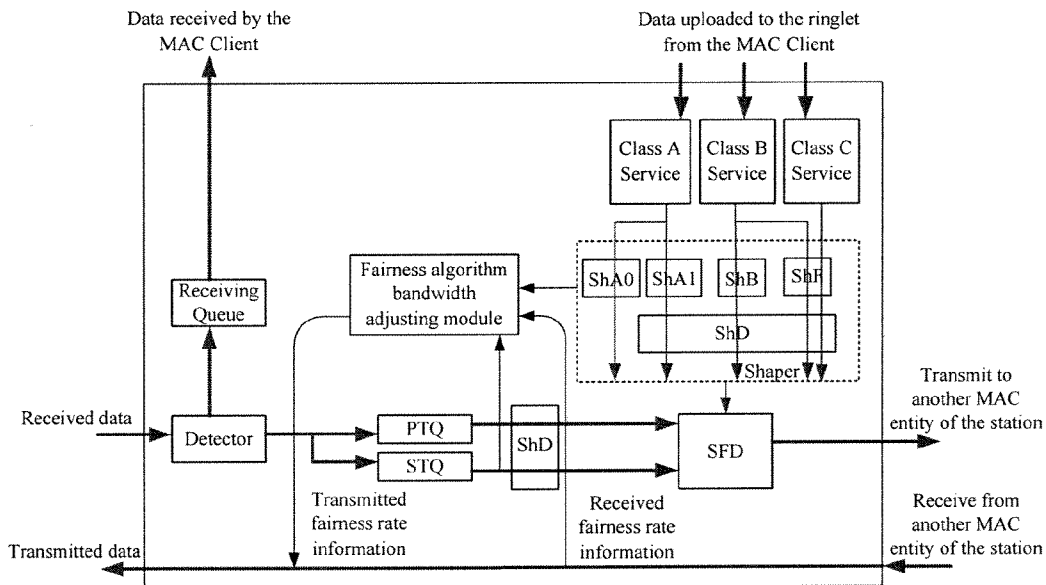 Data received by the
MAC Client
Data uploaded to the ringlet
from the MAC Client
Class A
Service
Class B
Service
Class C
Service
Receiving
Queue
Fairness algorithm
bandwidth
adjusting module
ShA0
ShA1
ShB
ShF
ShD
Shaper
Received data
Detector
PTQ
STQ
ShD
SFD
Transmit to
another MAC
entity of the station
Transmitted
fairness rate
information
Received
fairness rate
information
Receive from
another MAC
entity of the station
Transmitted data